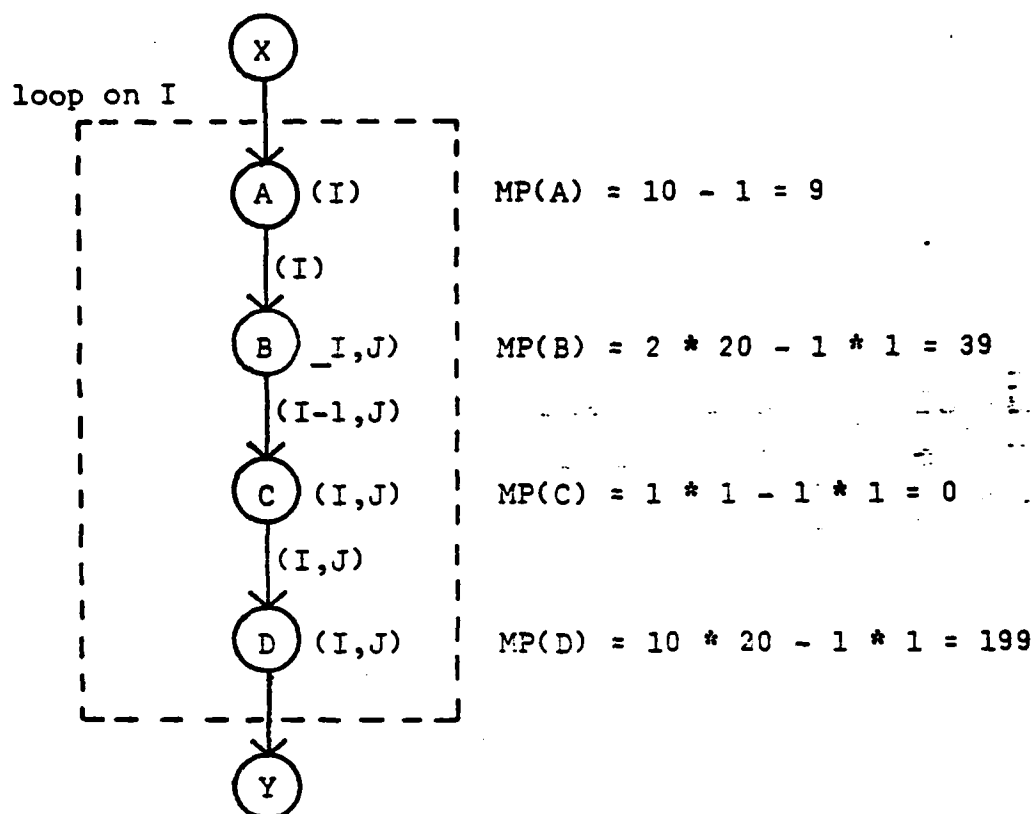 X
loop on I
A (I) MP(A) = 10 - 1 = 9
(I)
B _I,J) MP(B) = 2 * 20 - 1 * 1 = 39
(I-1,J)
C (I,J) MP(C) = 1 * 1 - 1 * 1 = 0
(I,J)
D (I,J) MP(D) = 10 * 20 - 1 * 1 = 199
Y